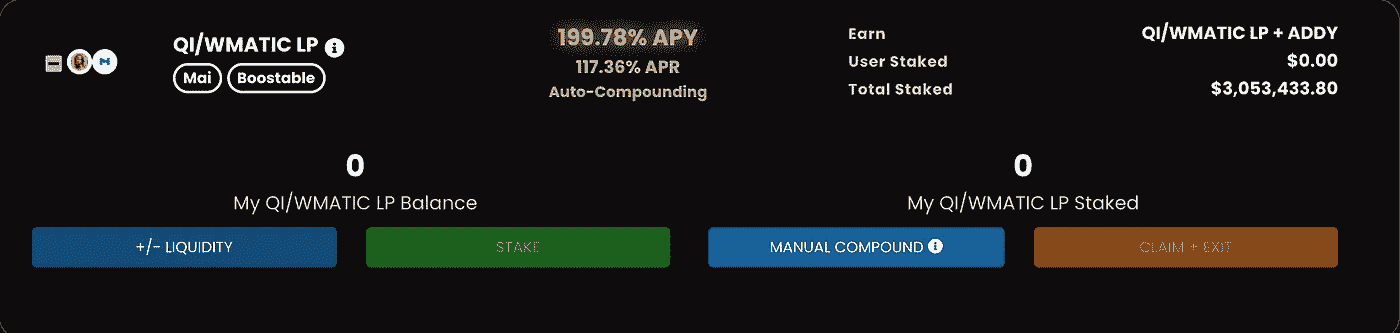 QI/WMATIC LP
Mai Boostable
199.78% APY
117.36% APR
Auto-Compounding
Earn QI/WMATIC LP + ADDY
User Staked $0.00
Total Staked $3,053,433.80
0
My QI/WMATIC LP Balance
0
My QI/WMATIC LP Staked
+/- LIQUIDITY
STAKE
MANUAL COMPOUND
CLAIM + EXIT